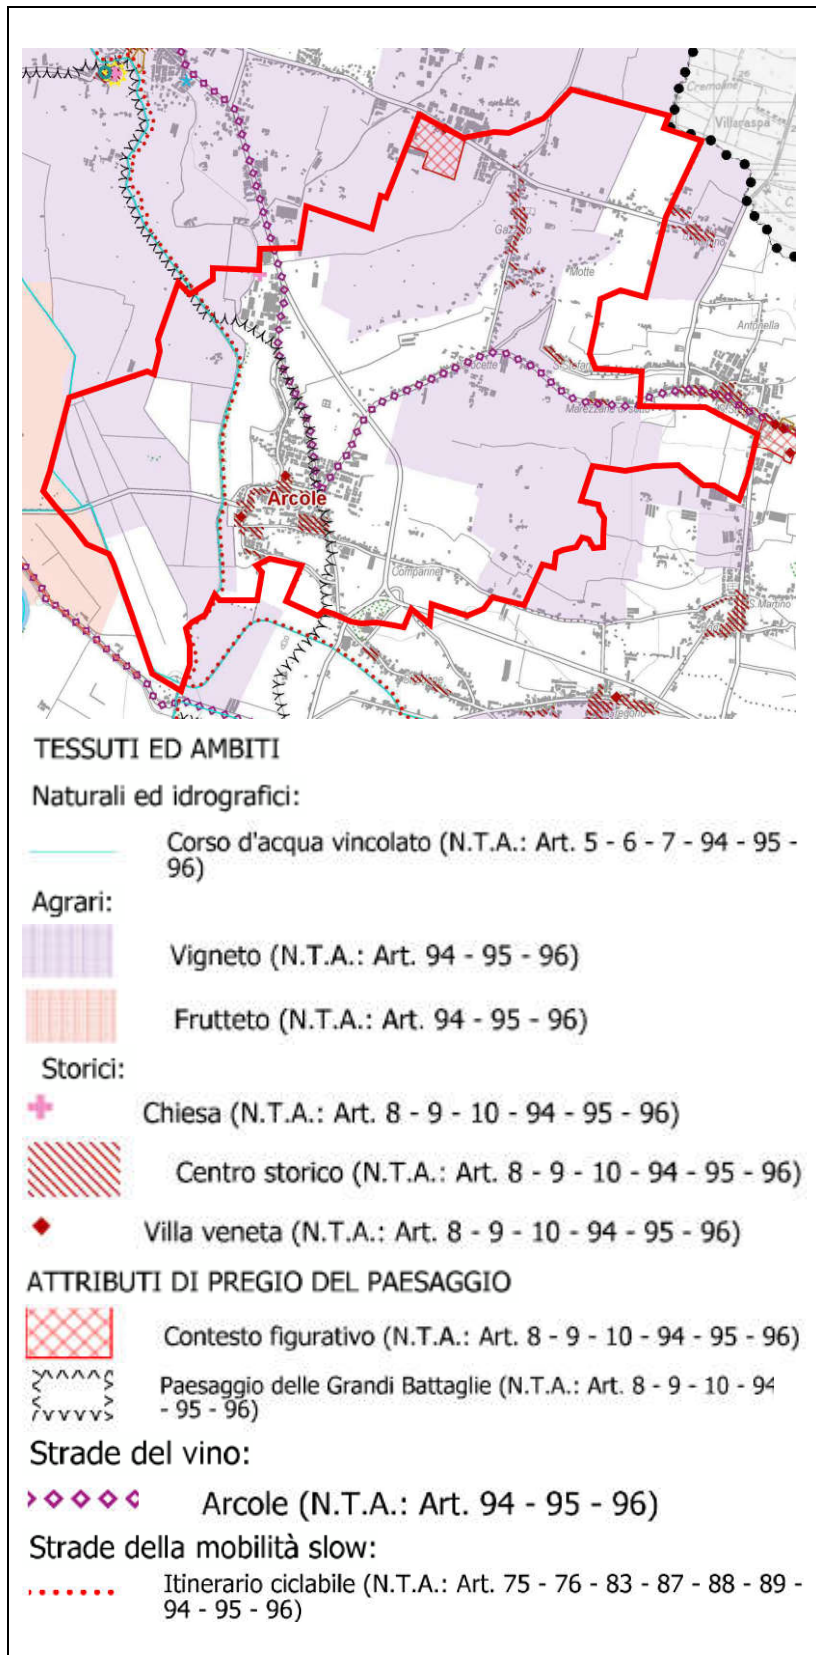 Cremoline
26
Villaraspa
Motte
Antonella
Arcole
TESSUTI ED AMBITI
Naturali ed idrografici:
Corso d'acqua vincolato (N.T.A.: Art. 5 - 6 - 7 - 94 - 95 -
96)
Agrari:
Vigneto (N.T.A.: Art. 94 - 95 - 96)
Frutteto (N.T.A.: Art. 94 - 95 - 96)
Storici:
Chiesa (N.T.A.: Art. 8 - 9 - 10 - 94 - 95 - 96)
Centro storico (N.T.A.: Art. 8 - 9 - 10 - 94 - 95 - 96)
Villa veneta (N.T.A.: Art. 8 - 9 - 10 - 94 - 95 - 96)
ATTRIBUTI DI PREGIO DEL PAESAGGIO
Contesto figurativo (N.T.A.: Art. 8 - 9 - 10 - 94 - 95 - 96)
Paesaggio delle Grandi Battaglie (N.T.A.: Art. 8 - 9 - 10 - 94
- 95 - 96)
Strade del vino:
Arcole (N.T.A.: Art. 94 - 95 - 96)
Strade della mobilità slow:
Itinerario ciclabile (N.T.A.: Art. 75 - 76 - 83 - 87 - 88 - 89 -
94 - 95 - 96)